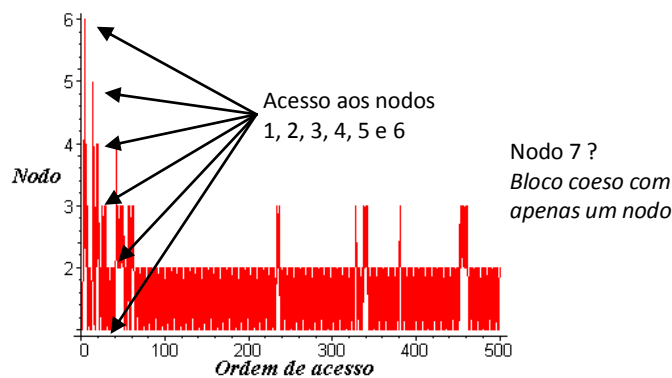 6
5
Acesso aos nodos
1, 2, 3, 4, 5 e 6
4
Nodo 7 ?
Nodo
Bloco coeso com
apenas um nodo
3
2
0
100
200
300
400
500
Ordem de acesso